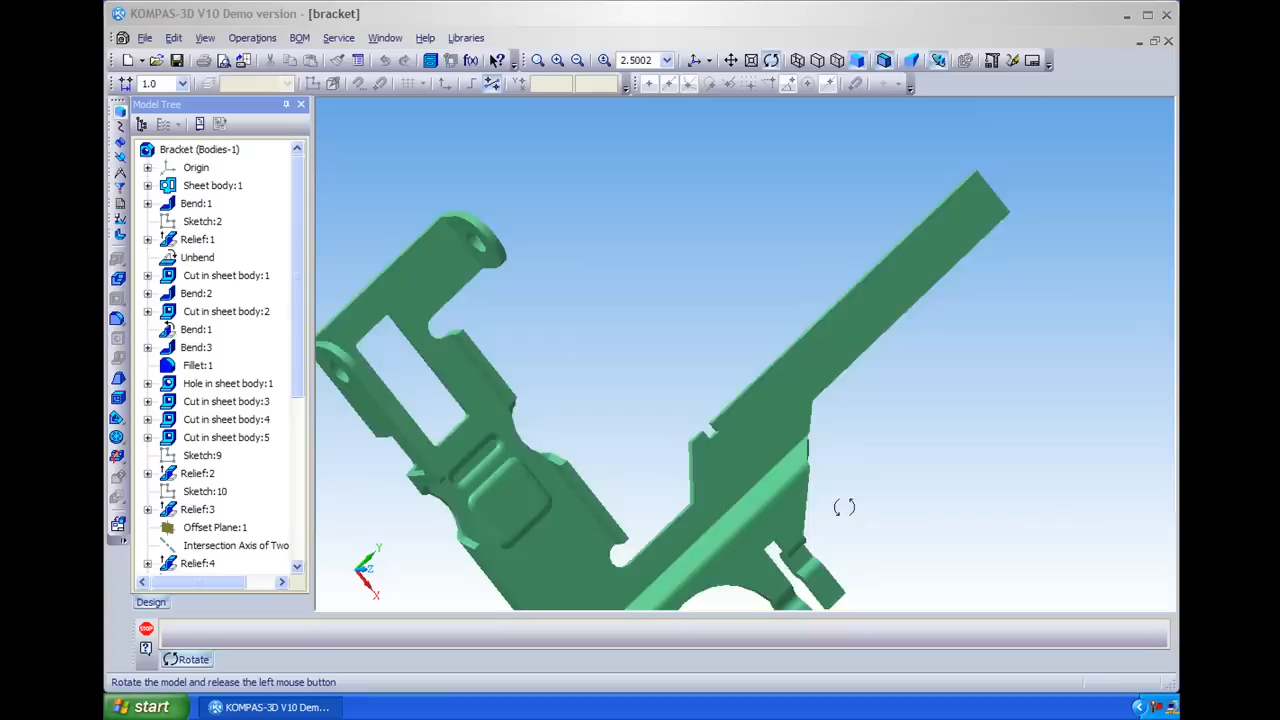 KOMPAS-3D V10 Demo version - [bracket]
File Edit View Operations BOM Service Window Help Libraries
f(x) 2.5002
1.0
Model Tree
Bracket (Bodies-1)
Origin
Sheet body:1
Bend:1
Sketch:2
Relief:1
Unbend
Cut in sheet body:1
Bend:2
Cut in sheet body:2
Bend:1
Bend:3
Fillet:1
Hole in sheet body:1
Cut in sheet body:3
Cut in sheet body:4
Cut in sheet body:5
Sketch:9
Relief:2
Sketch:10
Relief:3
Offset Plane:1
Intersection Axis of Two
Relief:4
Y
Z
X
Design
STOP
Rotate
Rotate the model and release the left mouse button
start KOMPAS-3D V10 Dem...